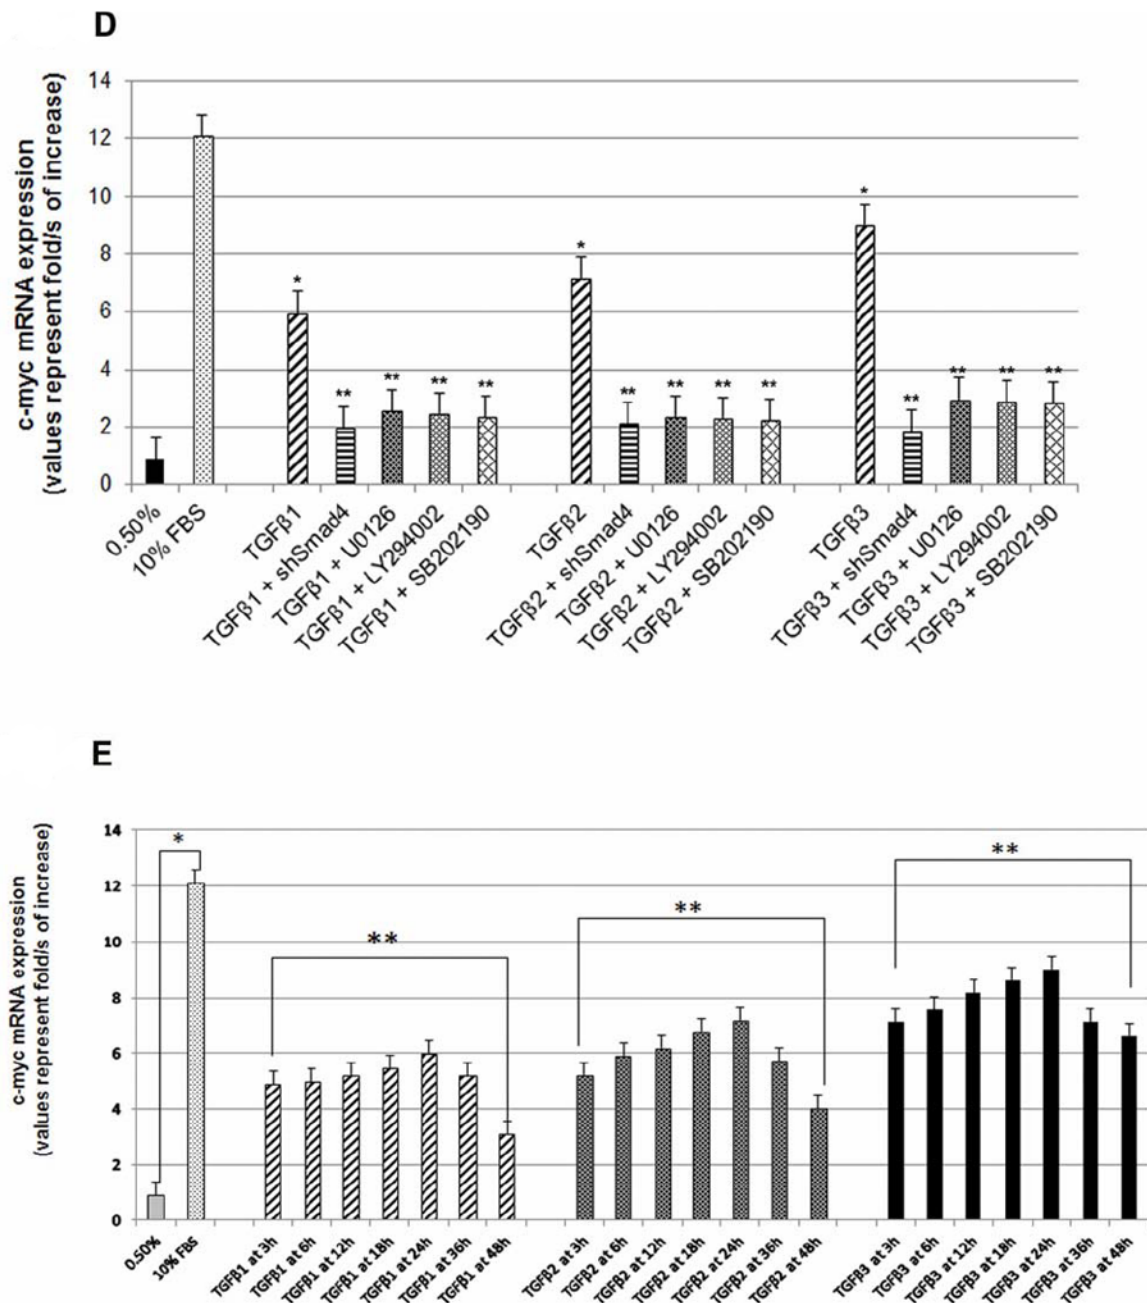 D
c-myc mRNA expression
(values represent fold/s of increase)
14
12
10
8
6
4
2
0
*
*
*
**
**
**
**
**
**
**
**
**
**
**
**
0.50%
10% FBS
TGFβ1
TGFβ1 + shSmad4
TGFβ1 + U0126
TGFβ1 + LY294002
TGFβ1 + SB202190
TGFβ2
TGFβ2 + shSmad4
TGFβ2 + U0126
TGFβ2 + LY294002
TGFβ2 + SB202190
TGFβ3
TGFβ3 + shSmad4
TGFβ3 + U0126
TGFβ3 + LY294002
TGFβ3 + SB202190
E
c-myc mRNA expression
(values represent fold/s of increase)
14
12
10
8
6
4
2
0
*
**
**
**
0.50%
10% FBS
TGFβ1 at 3h
TGFβ1 at 6h
TGFβ1 at 12h
TGFβ1 at 18h
TGFβ1 at 24h
TGFβ1 at 36h
TGFβ1 at 48h
TGFβ2 at 3h
TGFβ2 at 6h
TGFβ2 at 12h
TGFβ2 at 18h
TGFβ2 at 24h
TGFβ2 at 36h
TGFβ2 at 48h
TGFβ3 at 3h
TGFβ3 at 6h
TGFβ3 at 12h
TGFβ3 at 18h
TGFβ3 at 24h
TGFβ3 at 36h
TGFβ3 at 48h